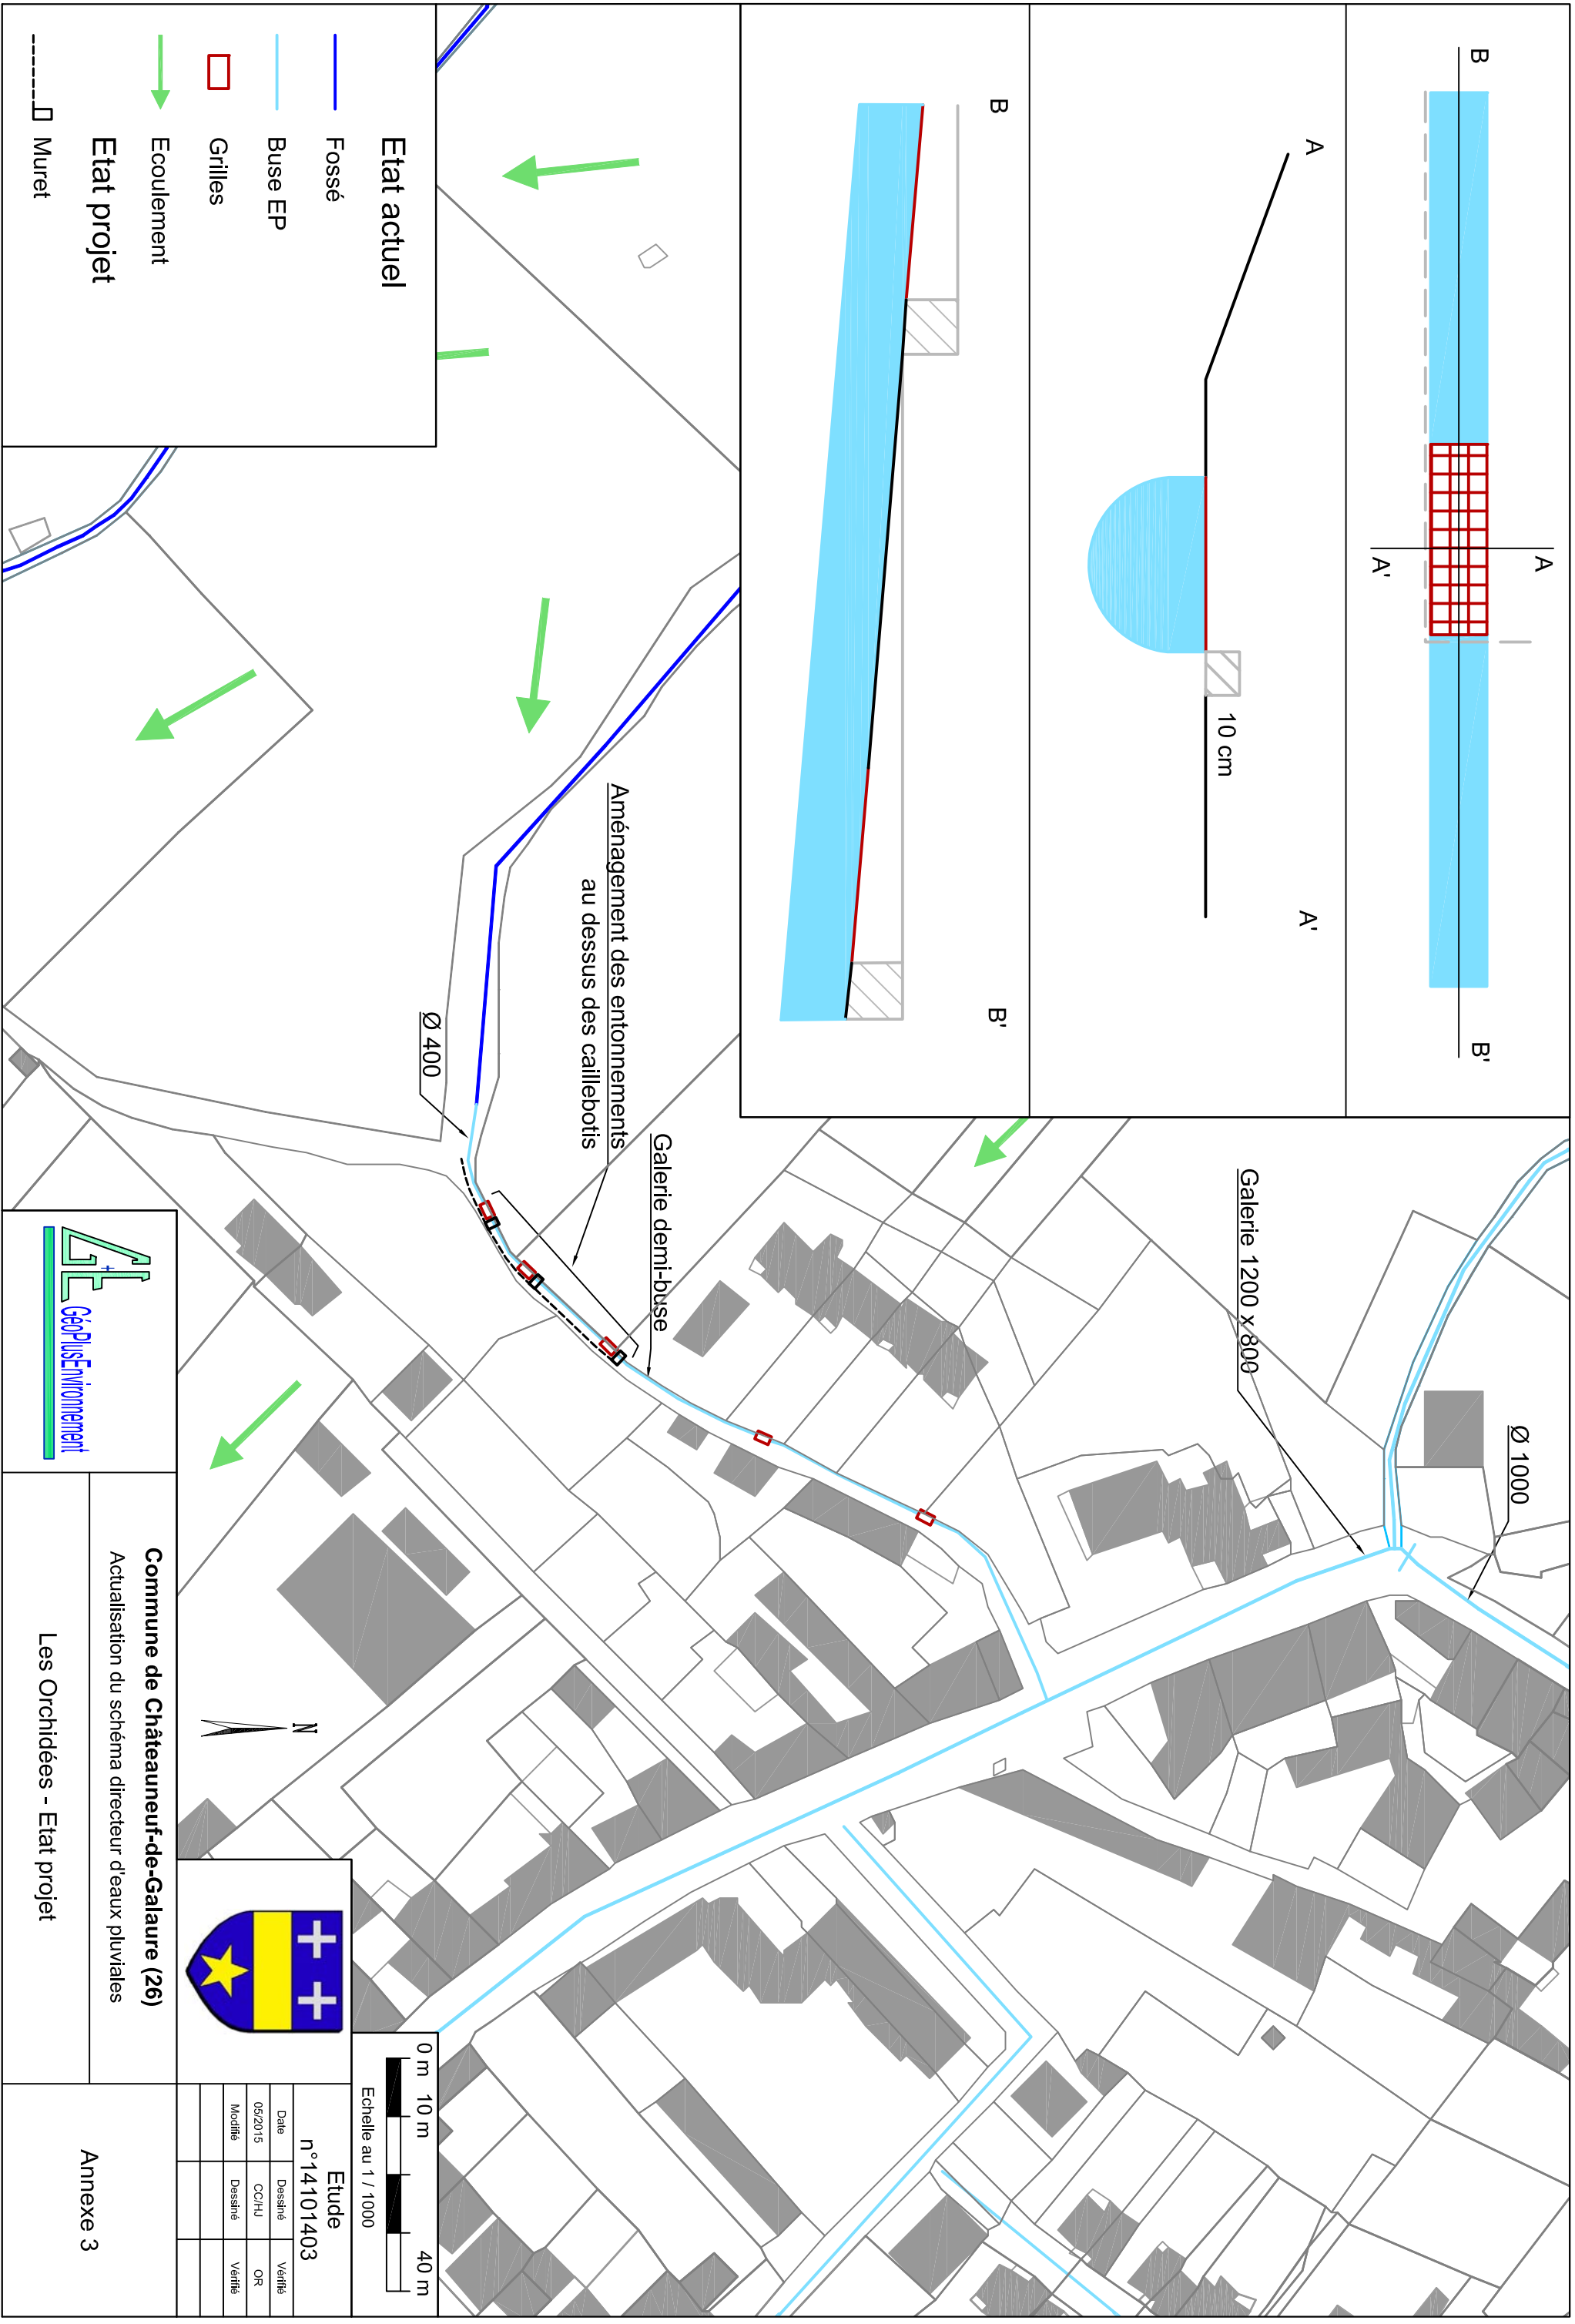 B
B'
A
A'
A
A'
10 cm
B
B'
Etat actuel
Fossé
Buse EP
Grilles
Ecoulement
Etat projet
Muret
Ø 1000
Galerie 1200 x 800
Galerie demi-buse
Aménagement des entonnements
au dessus des caillebotis
Ø 400
N
0 m 10 m 40 m
Echelle au 1 / 1000
GéoPlusEnvironnement
Commune de Châteauneuf-de-Galaure (26)
Actualisation du schéma directeur d'eaux pluviales
Les Orchidées - Etat projet
Etude
n°14101403
Date Dessiné Vérifié
05/2015 CC/HJ OR
Modifié Dessiné Vérifié
Annexe 3